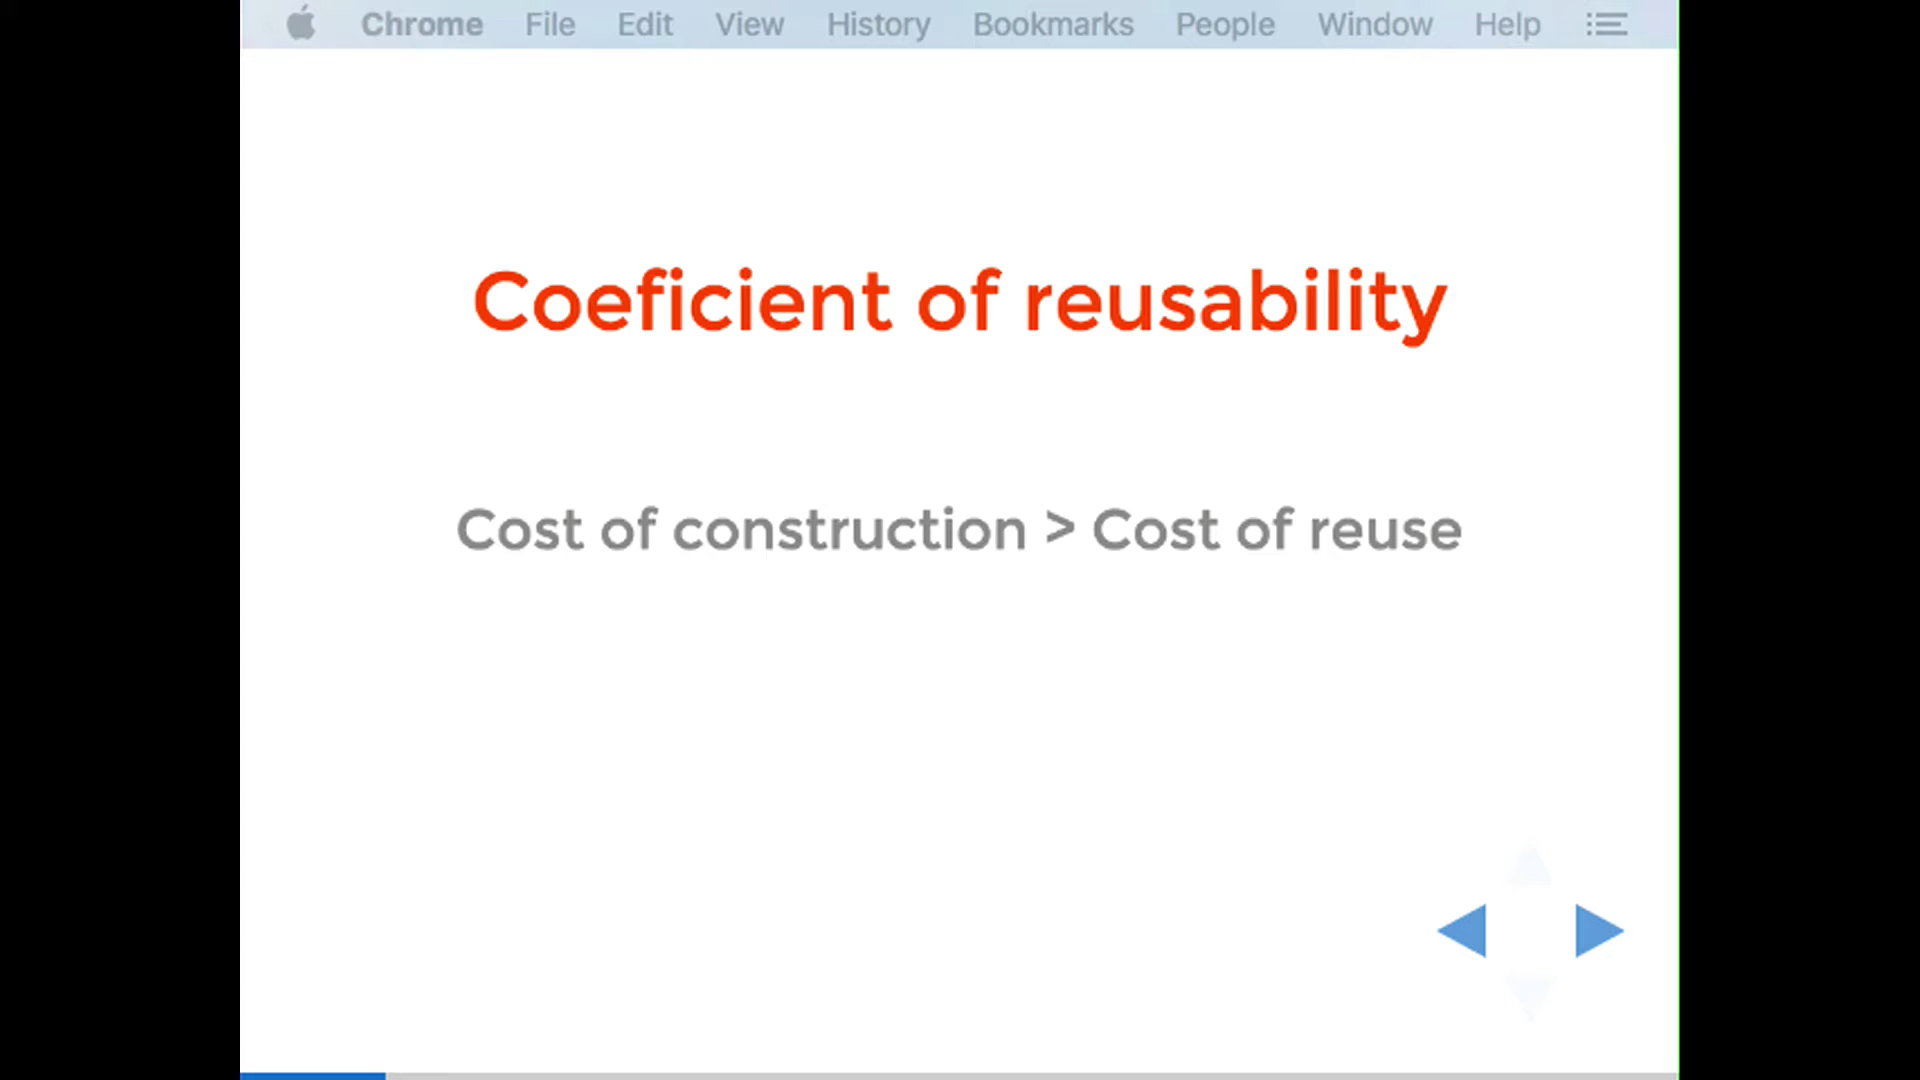 Chrome File Edit View History Bookmarks People Window Help
Coeficient of reusability
Cost of construction > Cost of reuse